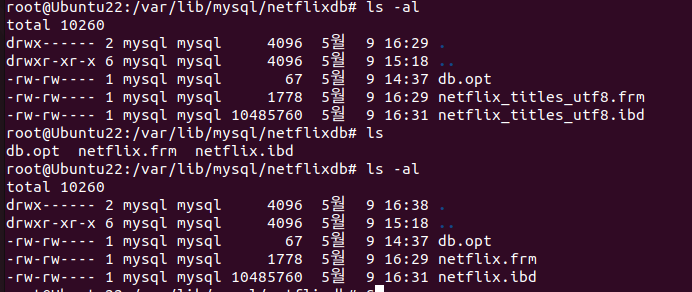 root@Ubuntu22:/var/lib/mysql/netflixdb# ls -al
total 10260
drwx------ 2 mysql mysql     4096  5월  9 16:29 .
drwxr-xr-x 6 mysql mysql     4096  5월  9 15:18 ..
-rw-rw---- 1 mysql mysql       67  5월  9 14:37 db.opt
-rw-rw---- 1 mysql mysql     1778  5월  9 16:29 netflix_titles_utf8.frm
-rw-rw---- 1 mysql mysql 10485760  5월  9 16:31 netflix_titles_utf8.ibd
root@Ubuntu22:/var/lib/mysql/netflixdb# ls
db.opt  netflix.frm  netflix.ibd
root@Ubuntu22:/var/lib/mysql/netflixdb# ls -al
total 10260
drwx------ 2 mysql mysql     4096  5월  9 16:38 .
drwxr-xr-x 6 mysql mysql     4096  5월  9 15:18 ..
-rw-rw---- 1 mysql mysql       67  5월  9 14:37 db.opt
-rw-rw---- 1 mysql mysql     1778  5월  9 16:29 netflix.frm
-rw-rw---- 1 mysql mysql 10485760  5월  9 16:31 netflix.ibd